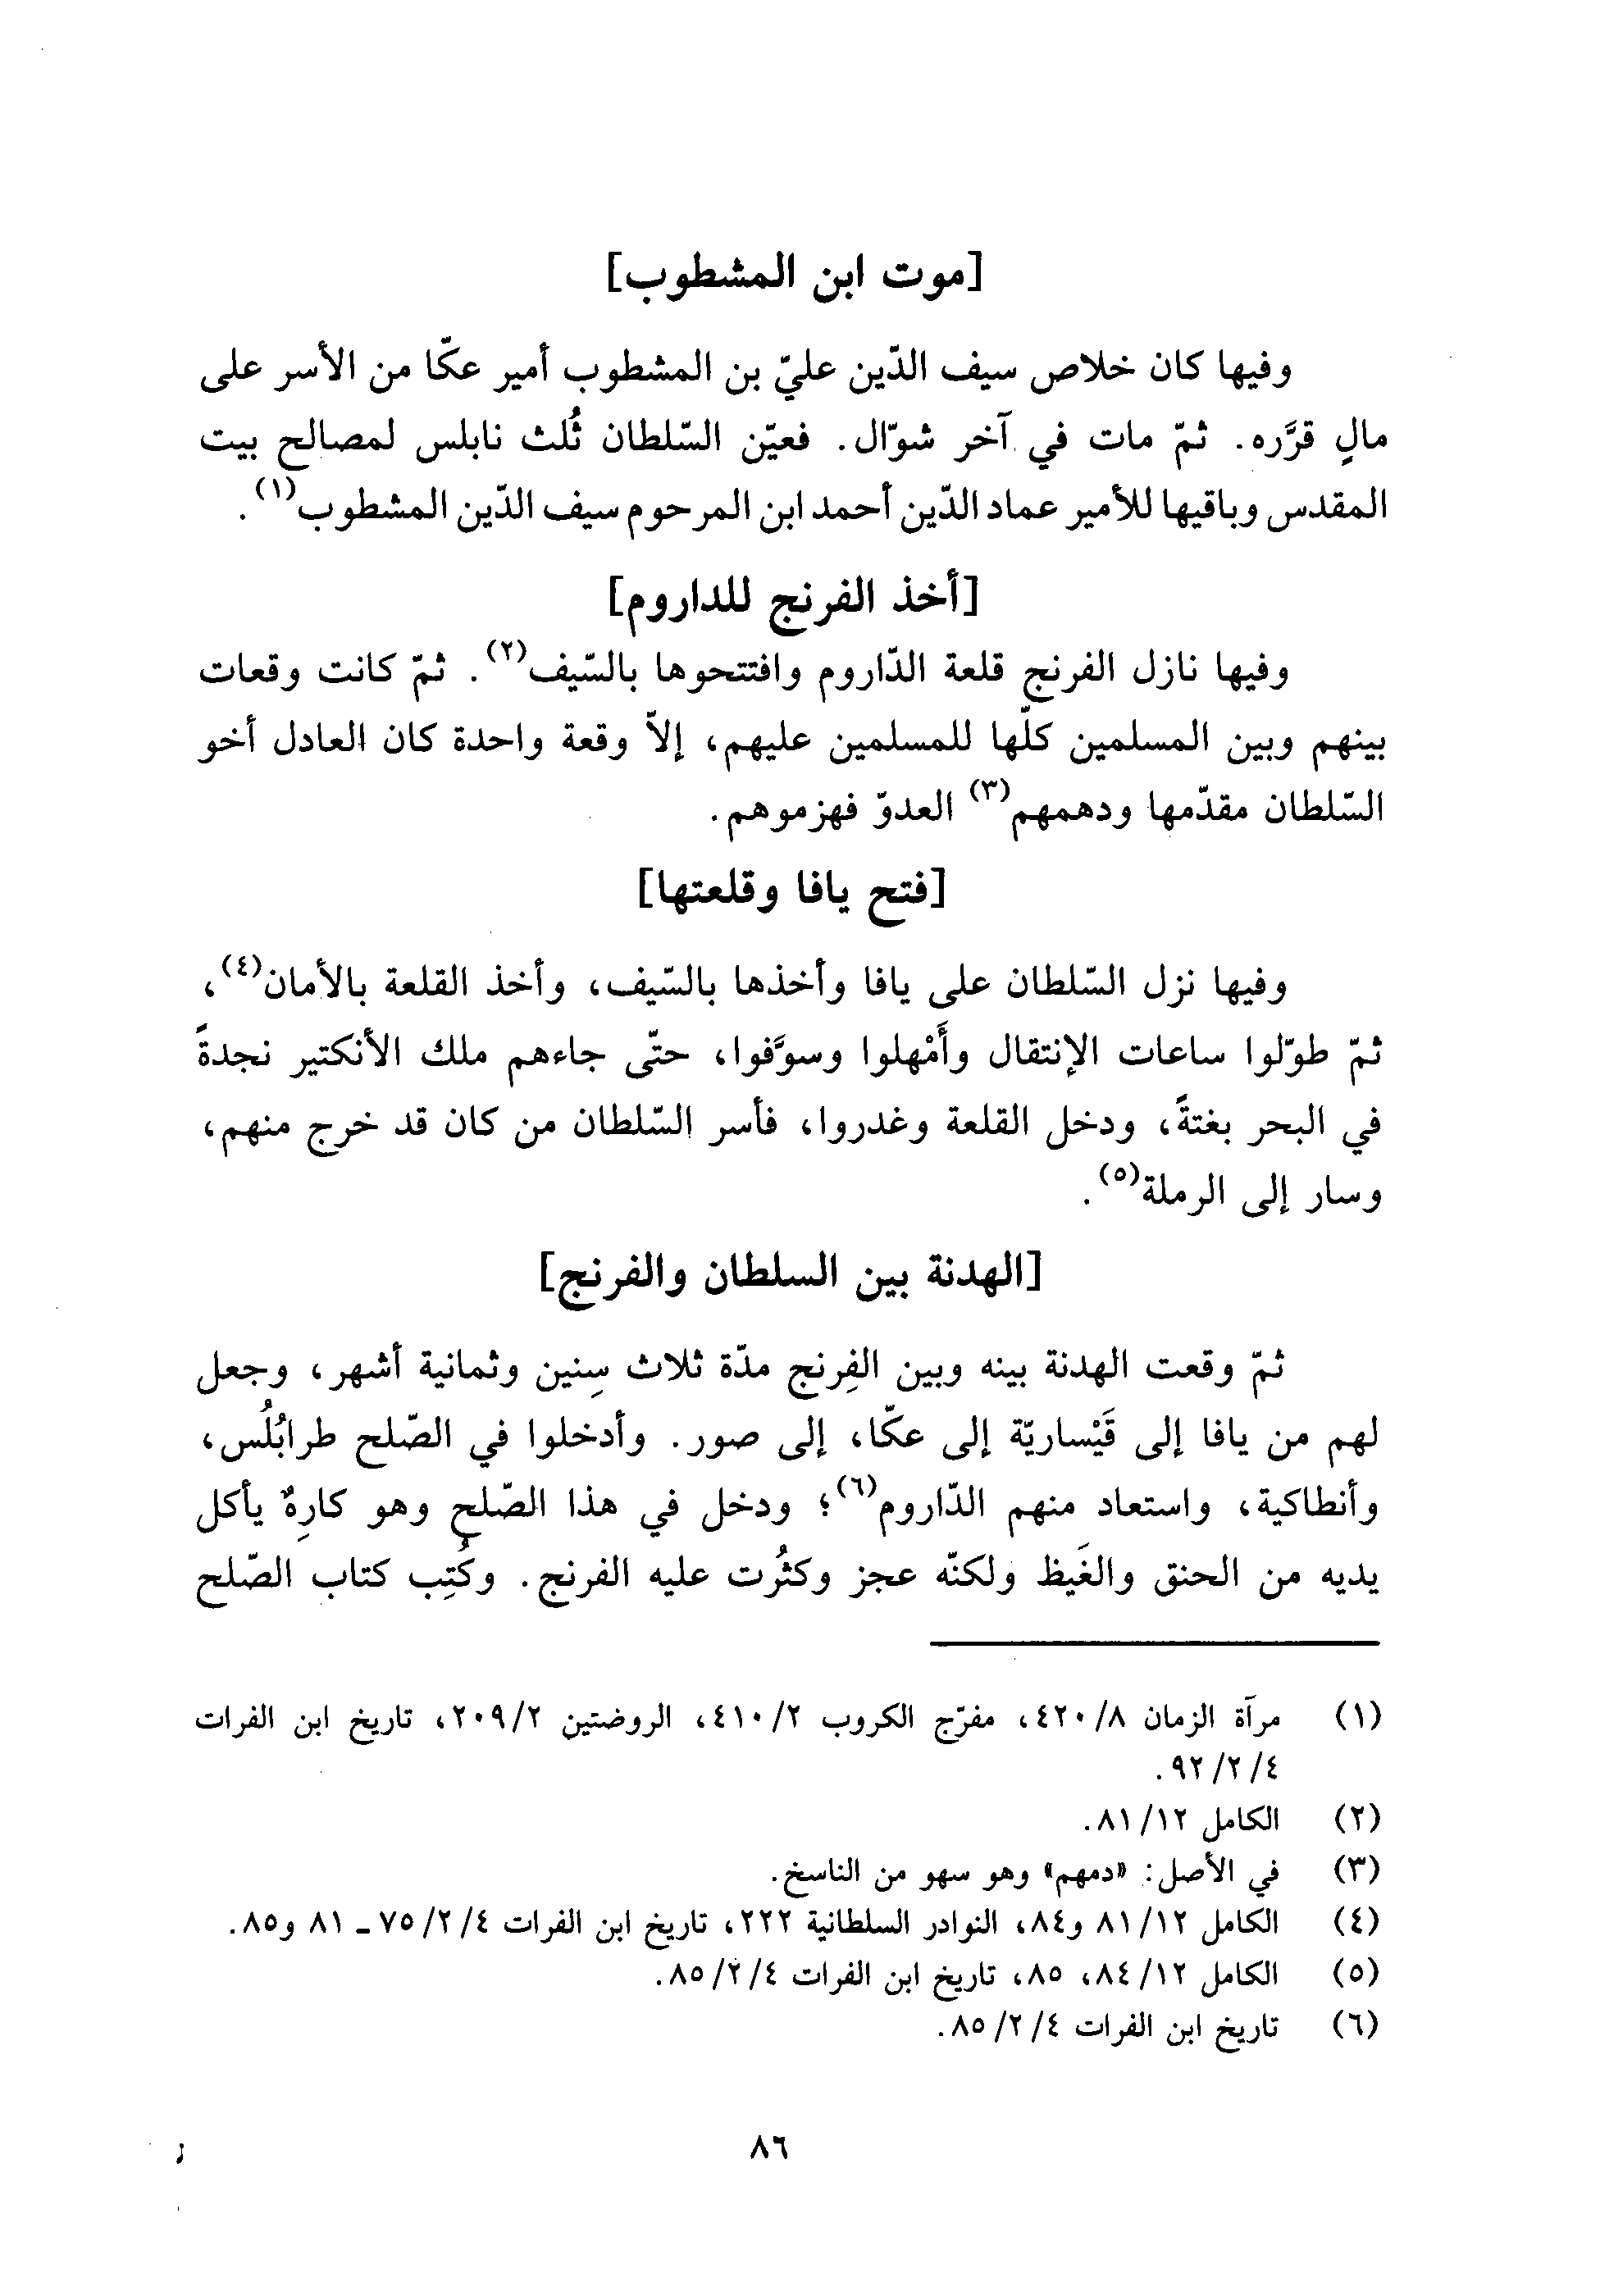 [موت ابن المشطوب]
وفيها كان خلاص سيف الدّين عليّ بن المشطوب أمير عكّا من الأسر على
مالٍ قرَّره. ثمّ مات في آخر شوّال. فعيّن السّلطان ثُلث نابلس لمصالح بيت
المقدس وباقيها للأمير عماد الدّين أحمد ابن المرحوم سيف الدّين المشطوب(١).
[أخذ الفرنج للداروم]
وفيها نازل الفرنج قلعة الدّاروم وافتتحوها بالسّيف(٢). ثمّ كانت وقعات
بينهم وبين المسلمين كلّها للمسلمين عليهم، إلاّ وقعة واحدة كان العادل أخو
السّلطان مقدّمها ودهمهم(٣) العدوّ فهزموهم.
[فتح يافا وقلعتها]
وفيها نزل السّلطان على يافا وأخذها بالسّيف، وأخذ القلعة بالأمان(٤)،
ثمّ طوّلوا ساعات الإنتقال وأَمْهلوا وسوَّفوا، حتّى جاءهم ملك الأنكتير نجدةً
في البحر بغتةً، ودخل القلعة وغدروا، فأسر السّلطان من كان قد خرج منهم،
وسار إلى الرملة(٥).
[الهدنة بين السلطان والفرنج]
ثمّ وقعت الهدنة بينه وبين الفِرنج مدّة ثلاث سِنين وثمانية أشهر، وجعل
لهم من يافا إلى قَيْساريّة إلى عكّا، إلى صور. وأدخلوا في الصّلح طرابُلُس،
وأنطاكية، واستعاد منهم الدّاروم(٦)؛ ودخل في هذا الصّلح وهو كارِهٌ يأكل
يديه من الحنق والغَيظ ولكنّه عجز وكثُرت عليه الفرنج. وكُتِب كتاب الصّلح
(١) مرآة الزمان ٤٢٠/٨، مفرّج الكروب ٤١٠/٢، الروضتين ٢٠٩/٢، تاريخ ابن الفرات
٤/٢/٩٢.
(٢) الكامل ٨١/١٢.
(٣) في الأصل: «دمهم» وهو سهو من الناسخ.
(٤) الكامل ٨١/١٢ و٨٤، النوادر السلطانية ٢٢٢، تاريخ ابن الفرات ٤/٢/٧٥ ـ ٨١ و٨٥.
(٥) الكامل ٨٤/١٢، ٨٥، تاريخ ابن الفرات ٤/٢/٨٥.
(٦) تاريخ ابن الفرات ٤/٢/٨٥.
٨٦